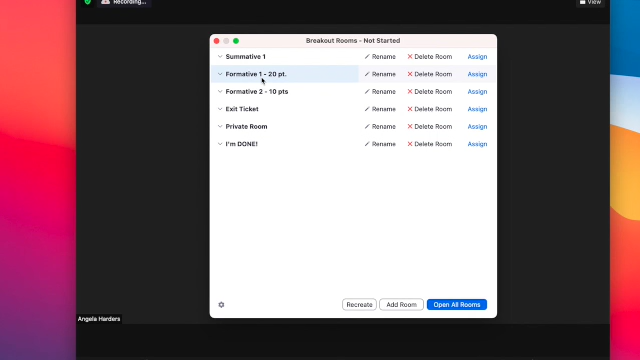 Recording...
View
Breakout Rooms - Not Started
Summative 1 Rename Delete Room Assign
Formative 1 - 20 pt. Rename Delete Room Assign
Formative 2 - 10 pts Rename Delete Room Assign
Exit Ticket Rename Delete Room Assign
Private Room Rename Delete Room Assign
I'm DONE! Rename Delete Room Assign
Recreate Add Room Open All Rooms
Angela Harders